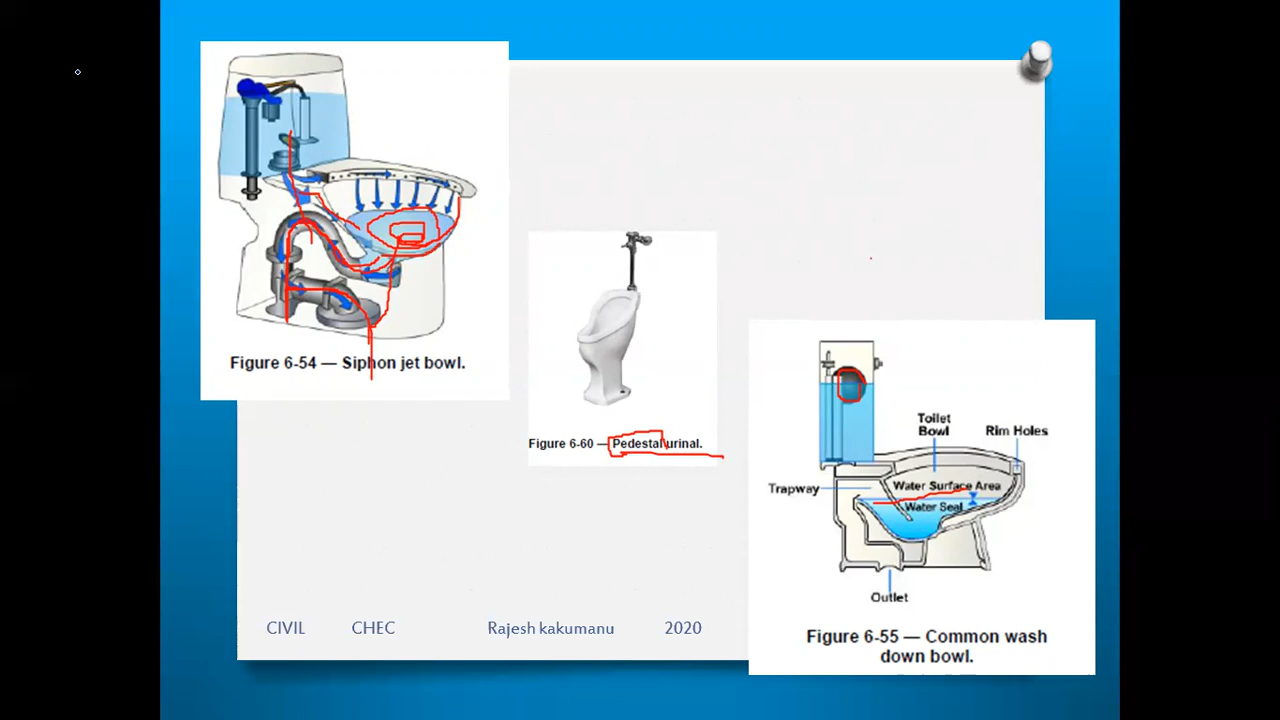 Figure 6-54 — Siphon jet bowl.
Figure 6-60 — Pedestal urinal.
Toilet
Bowl
Rim Holes
Trapway
Water Surface Area
Water Seal
Outlet
Figure 6-55 — Common wash
down bowl.
CIVIL CHEC Rajesh kakumanu 2020